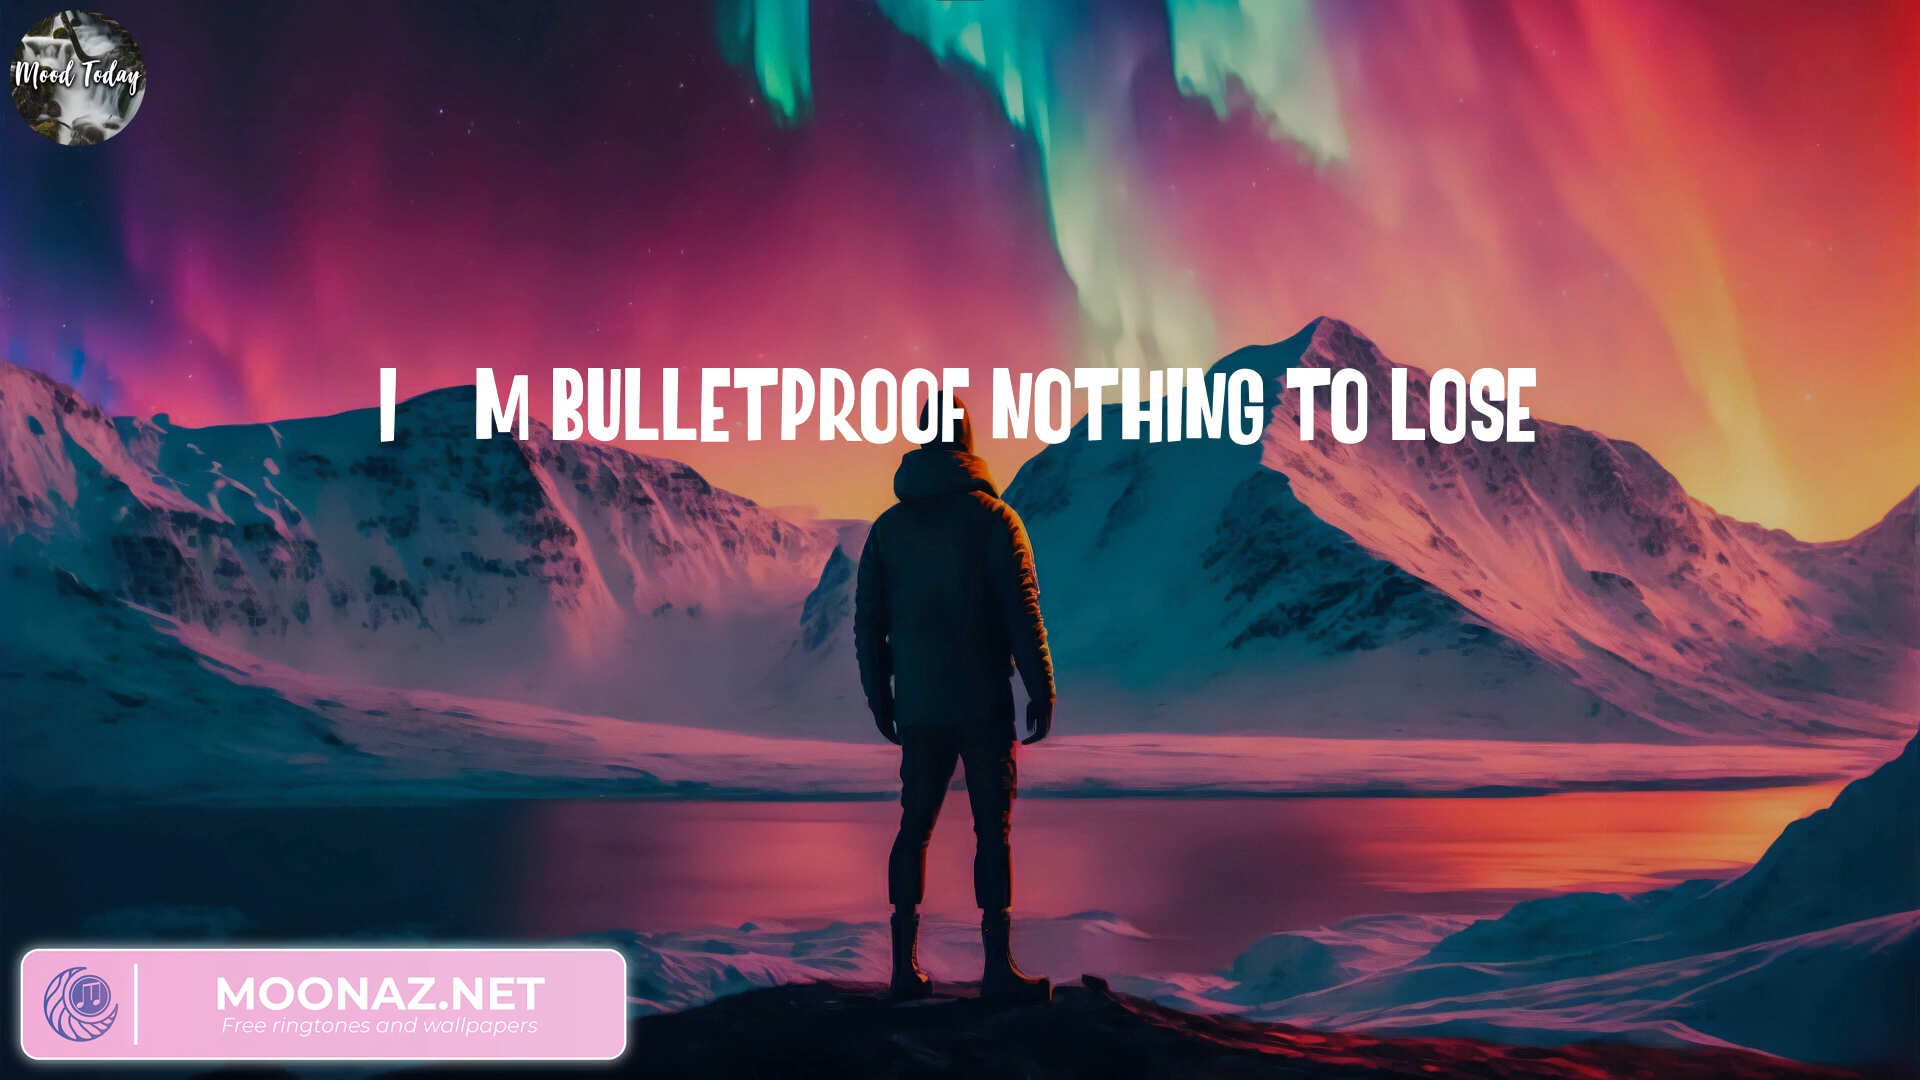 Mood Today
I M BULLETPROOF NOTHING TO LOSE
MOONAZ.NET
Free ringtones and wallpapers